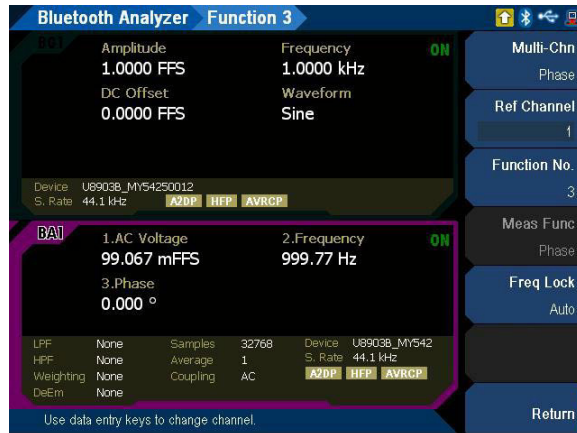 Bluetooth Analyzer Function 3
BO1
Amplitude Frequency ON
1.0000 FFS 1.0000 kHz
DC Offset Waveform
0.0000 FFS Sine
Device U8903B_MY54250012
S. Rate 44.1 kHz A2DP HFP AVRCP
BA1
1.AC Voltage 2.Frequency ON
99.067 mFFS 999.77 Hz
3.Phase
0.000 °
LPF None Samples 32768 Device U8903B_MY542
HPF None Average 1 S. Rate 44.1 kHz
Weighting None Coupling AC A2DP HFP AVRCP
DeEm None
Use data entry keys to change channel.
Multi-Chn
Phase
Ref Channel
1
Function No.
3
Meas Func
Phase
Freq Lock
Auto
Return